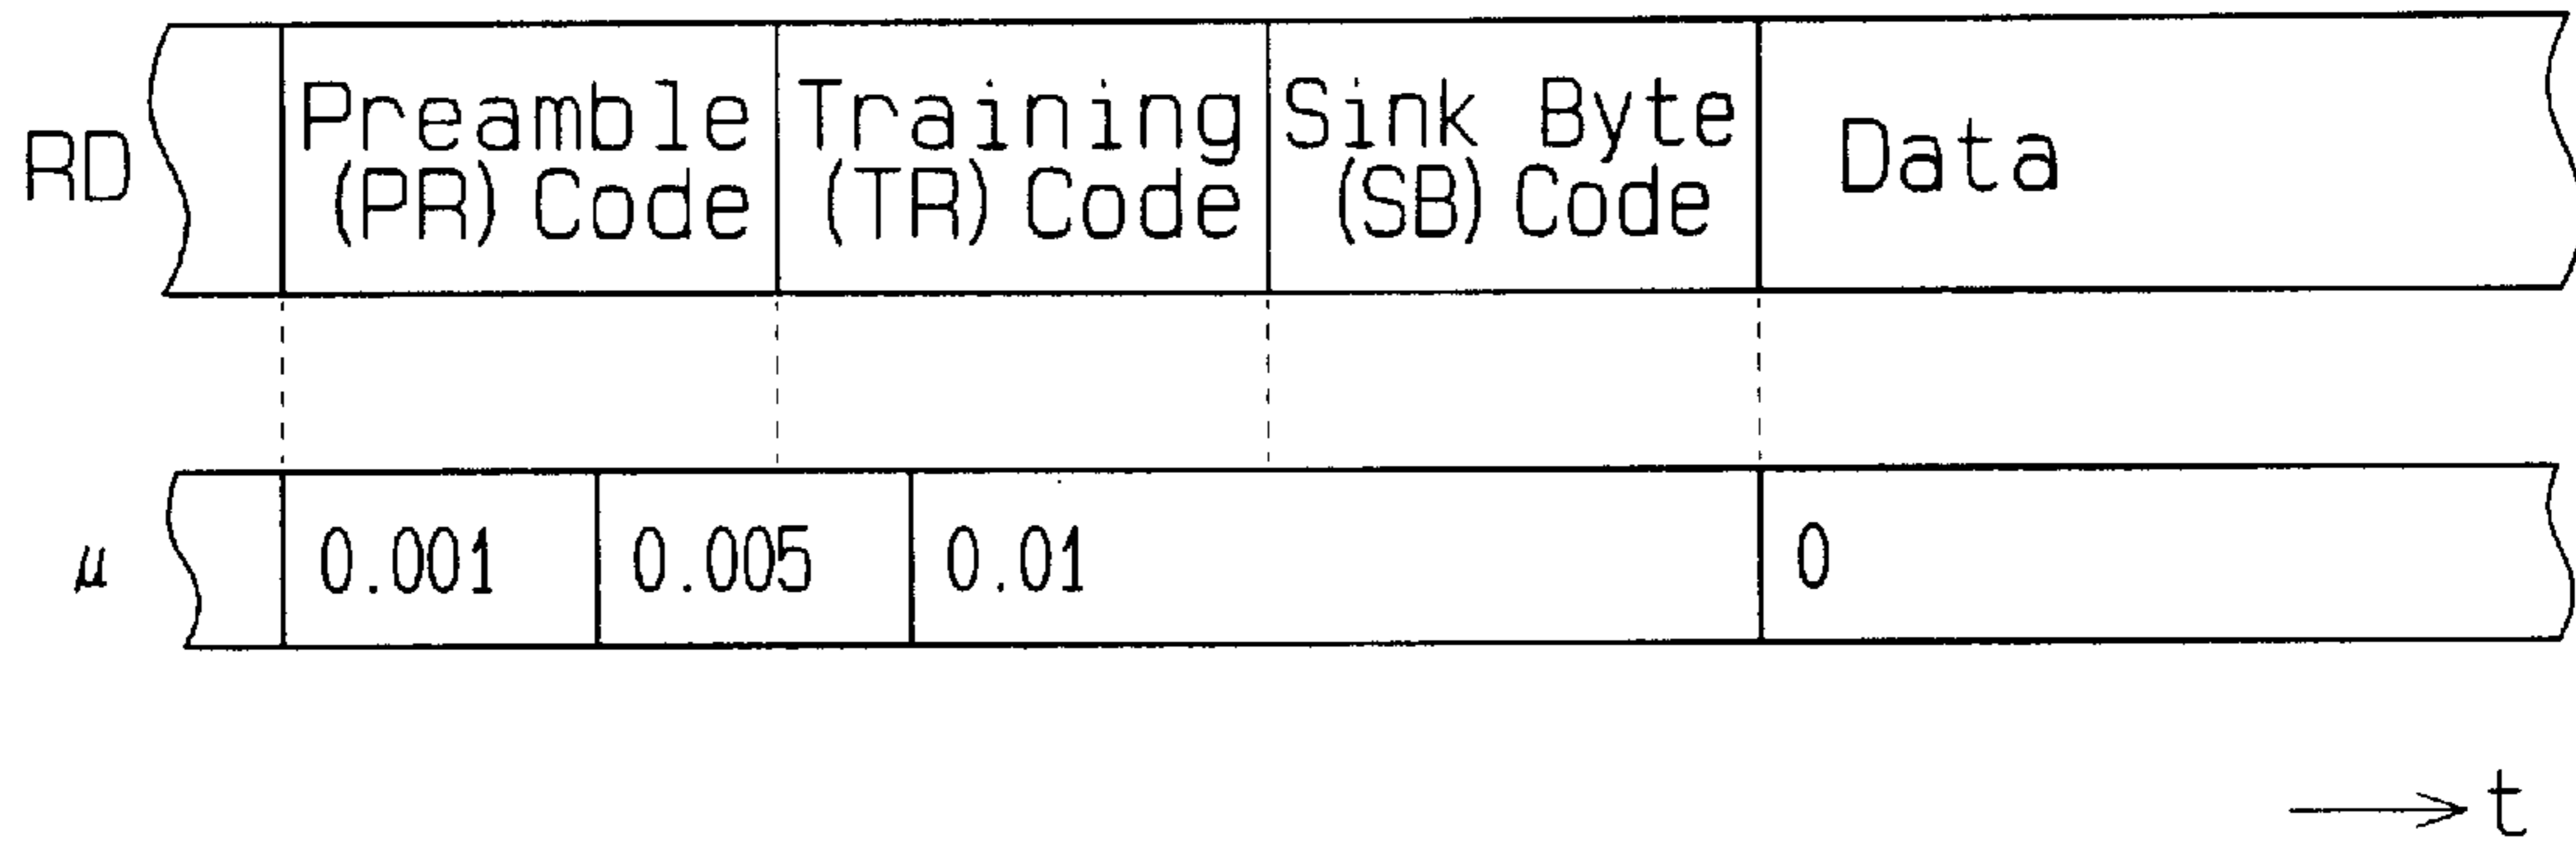 RD
Preamble
(PR) Code
Training
(TR) Code
Sink Byte
(SB) Code
Data
μ
0.001
0.005
0.01
0
t